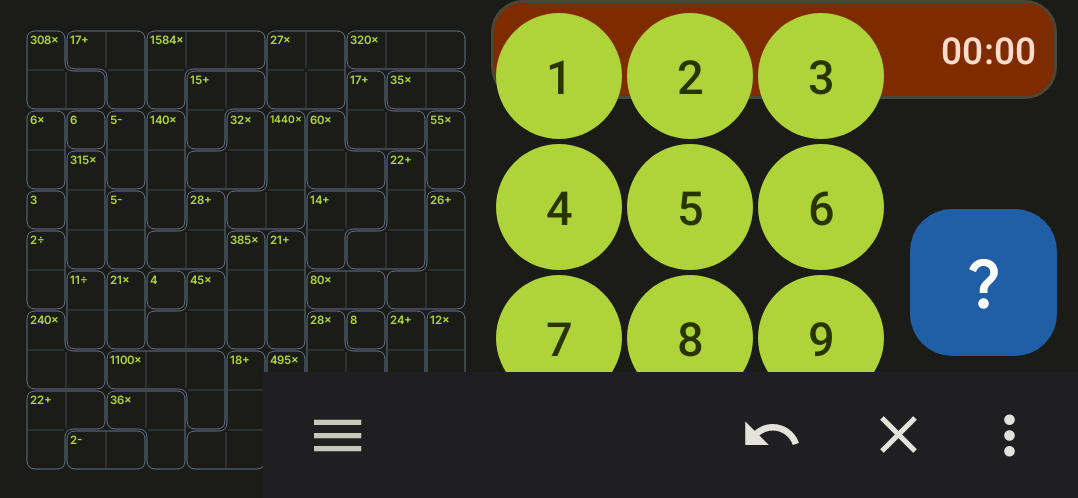 308× 17+ 1584× 27× 320×
15+ 17+ 35×
6× 6 5- 140× 32× 1440× 60× 55×
315× 22+
3 5- 28+ 14+ 26+
2÷ 385× 21+
11÷ 21× 4 45× 80×
240× 28× 8 24+ 12×
1100× 18+ 495×
22+ 36×
2-
00:00
1 2 3
4 5 6
7 8 9
?